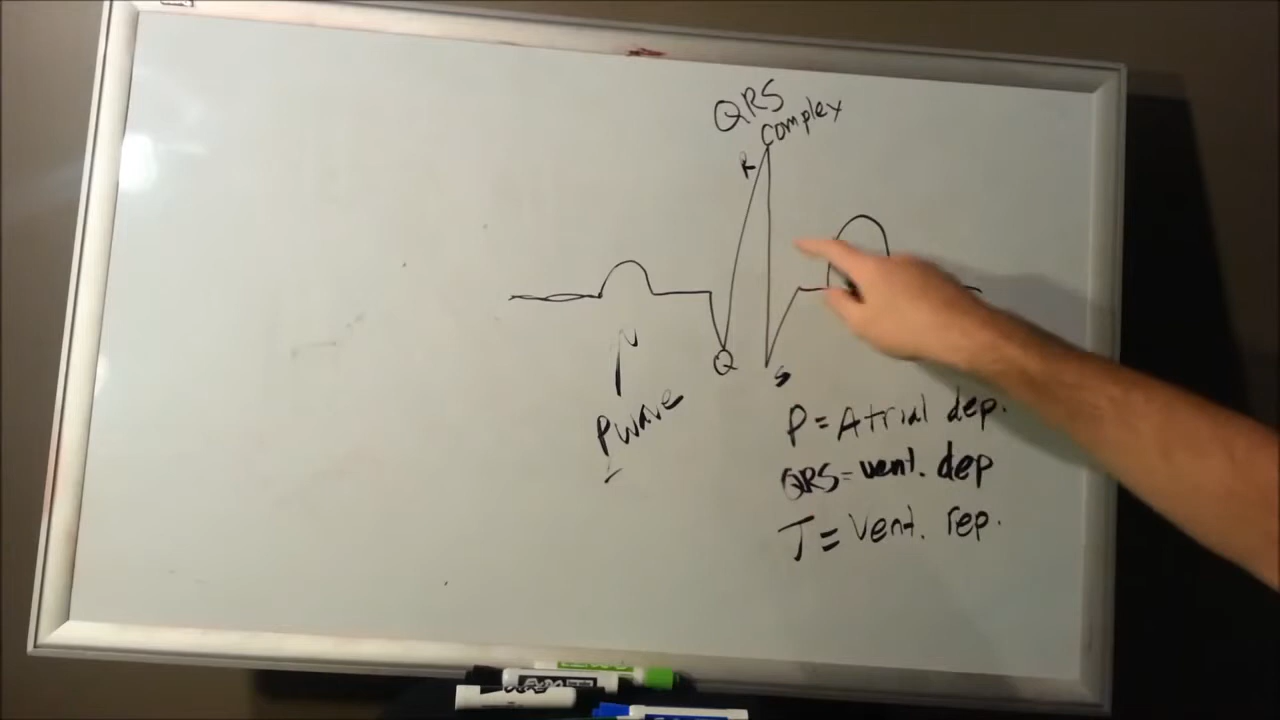 QRS
complex
R
Q
S
P wave
P = Atrial dep.
QRS = vent. dep
T = vent. rep.